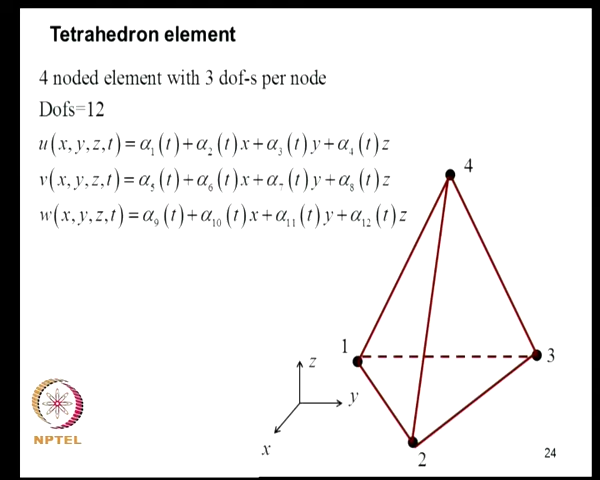 Tetrahedron element
4 noded element with 3 dof-s per node
Dofs=12
u(x,y,z,t)=α₁(t)+α₂(t)x+α₃(t)y+α₄(t)z
v(x,y,z,t)=α₅(t)+α₆(t)x+α₇(t)y+α₈(t)z
w(x,y,z,t)=α₉(t)+α₁₀(t)x+α₁₁(t)y+α₁₂(t)z
4
1
3
z
y
x
2
NPTEL
24